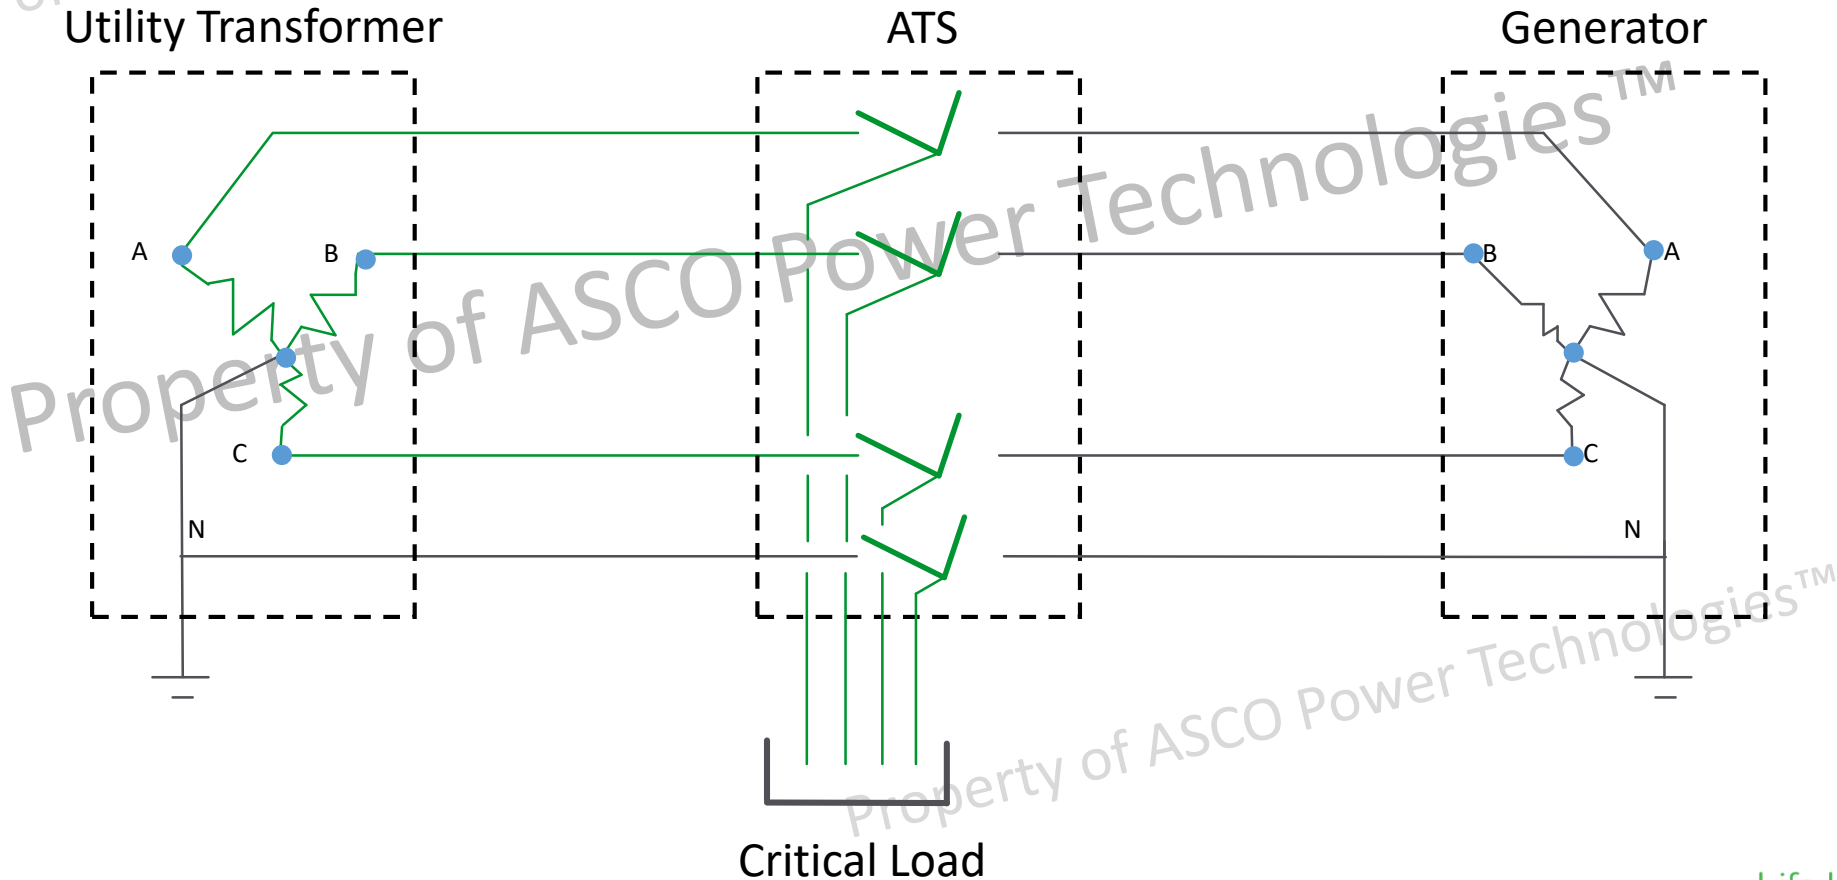 Utility Transformer
ATS
Generator
A
B
B
A
C
C
N
N
Property of ASCO Power Technologies™
Property of ASCO Power Technologies™
Critical Load